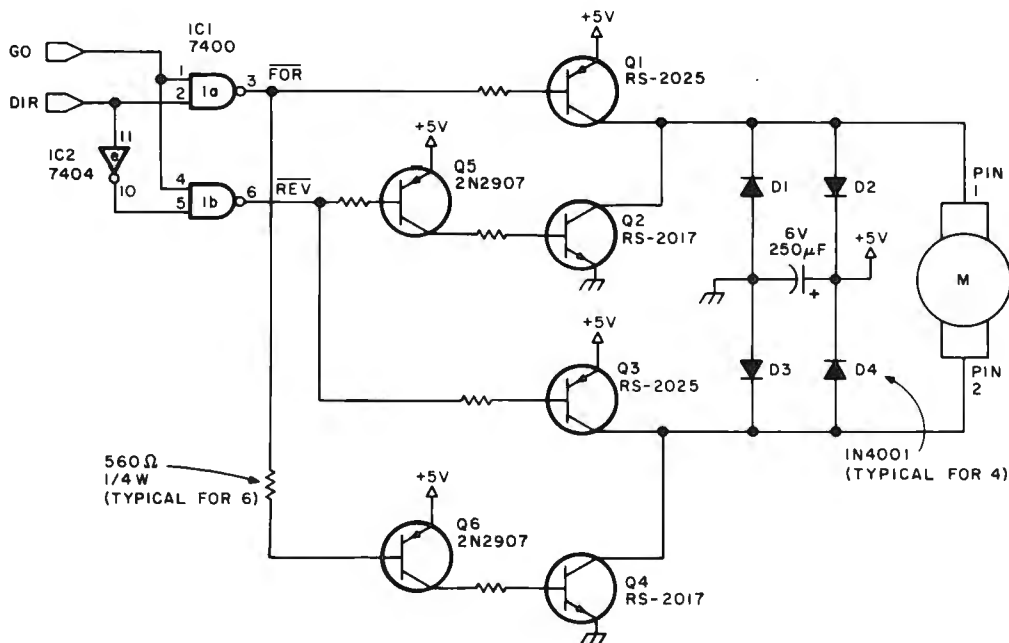 IC1
7400
GO
DIR
1
2
1a
3
FOR
11
e
10
IC2
7404
4
5
1b
6
REV
+5V
Q1
RS-2025
+5V
Q5
2N2907
Q2
RS-2017
D1
D2
6V
250µF
+
+5V
PIN
1
M
PIN
2
+5V
Q3
RS-2025
D3
D4
1N4001
(TYPICAL FOR 4)
560Ω
1/4W
(TYPICAL FOR 6)
+5V
Q6
2N2907
Q4
RS-2017